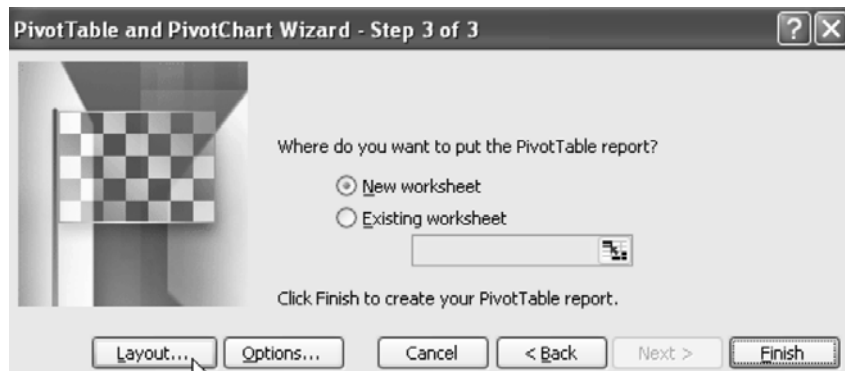 PivotTable and PivotChart Wizard - Step 3 of 3
Where do you want to put the PivotTable report?
New worksheet
Existing worksheet
Click Finish to create your PivotTable report.
Layout... Options... Cancel < Back Next > Finish